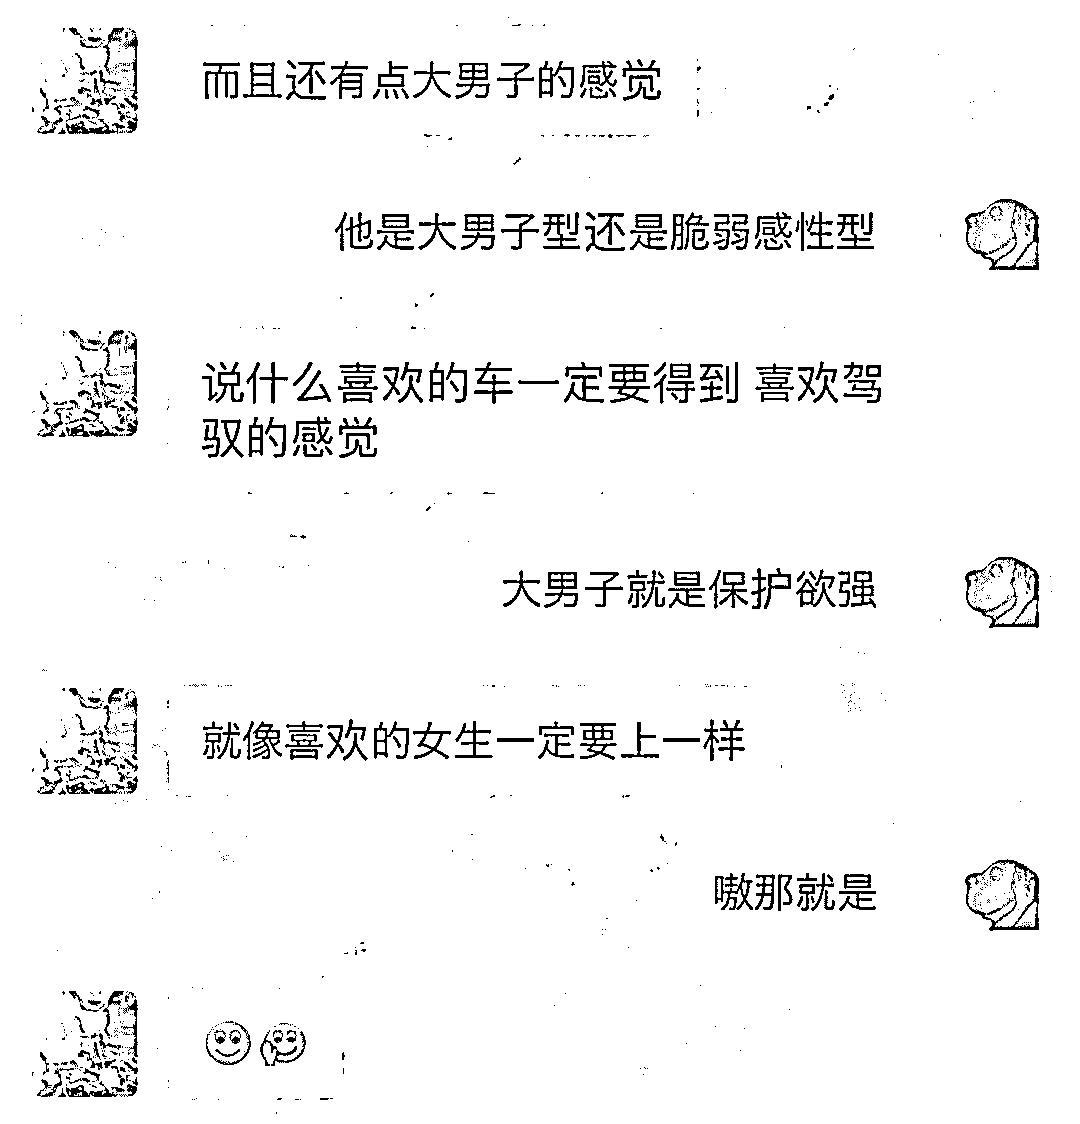 而且还有点大男子的感觉
他是大男子型还是脆弱感性型
说什么喜欢的车一定要得到 喜欢驾
驭的感觉
大男子就是保护欲强
就像喜欢的女生一定要上一样
嗷那就是